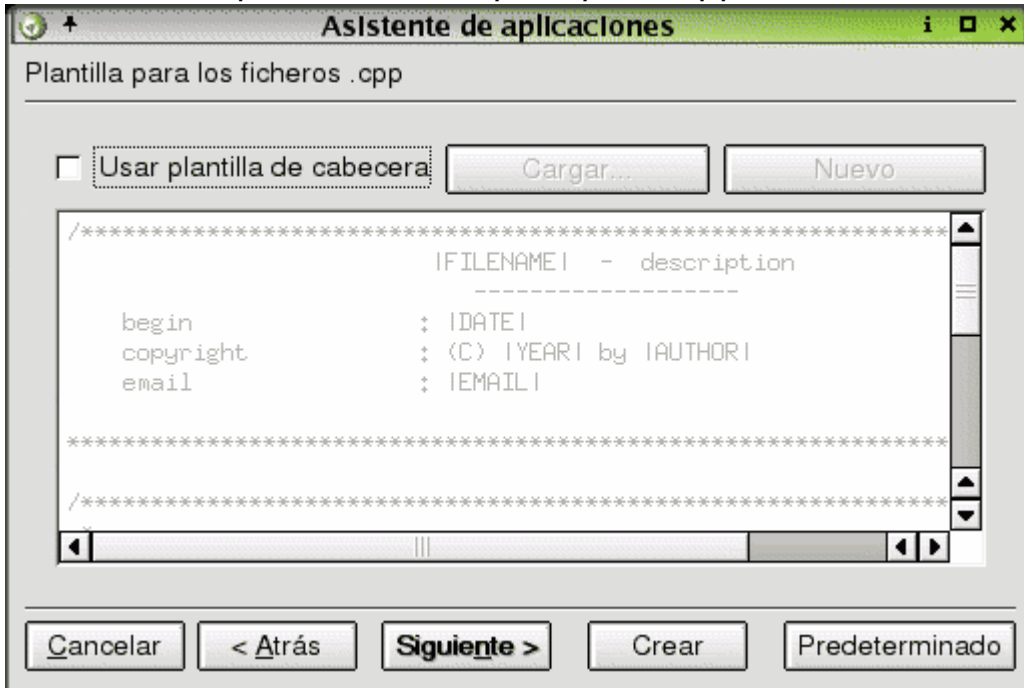 Asistente de aplicaciones
Plantilla para los ficheros .cpp
Usar plantilla de cabecera Cargar... Nuevo
/***************************************************************
|FILENAME| - description
-------------------
begin : |DATE|
copyright : (C) |YEAR| by |AUTHOR|
email : |EMAIL|
***************************************************************
/***************************************************************
Cancelar < Atrás Siguiente > Crear Predeterminado